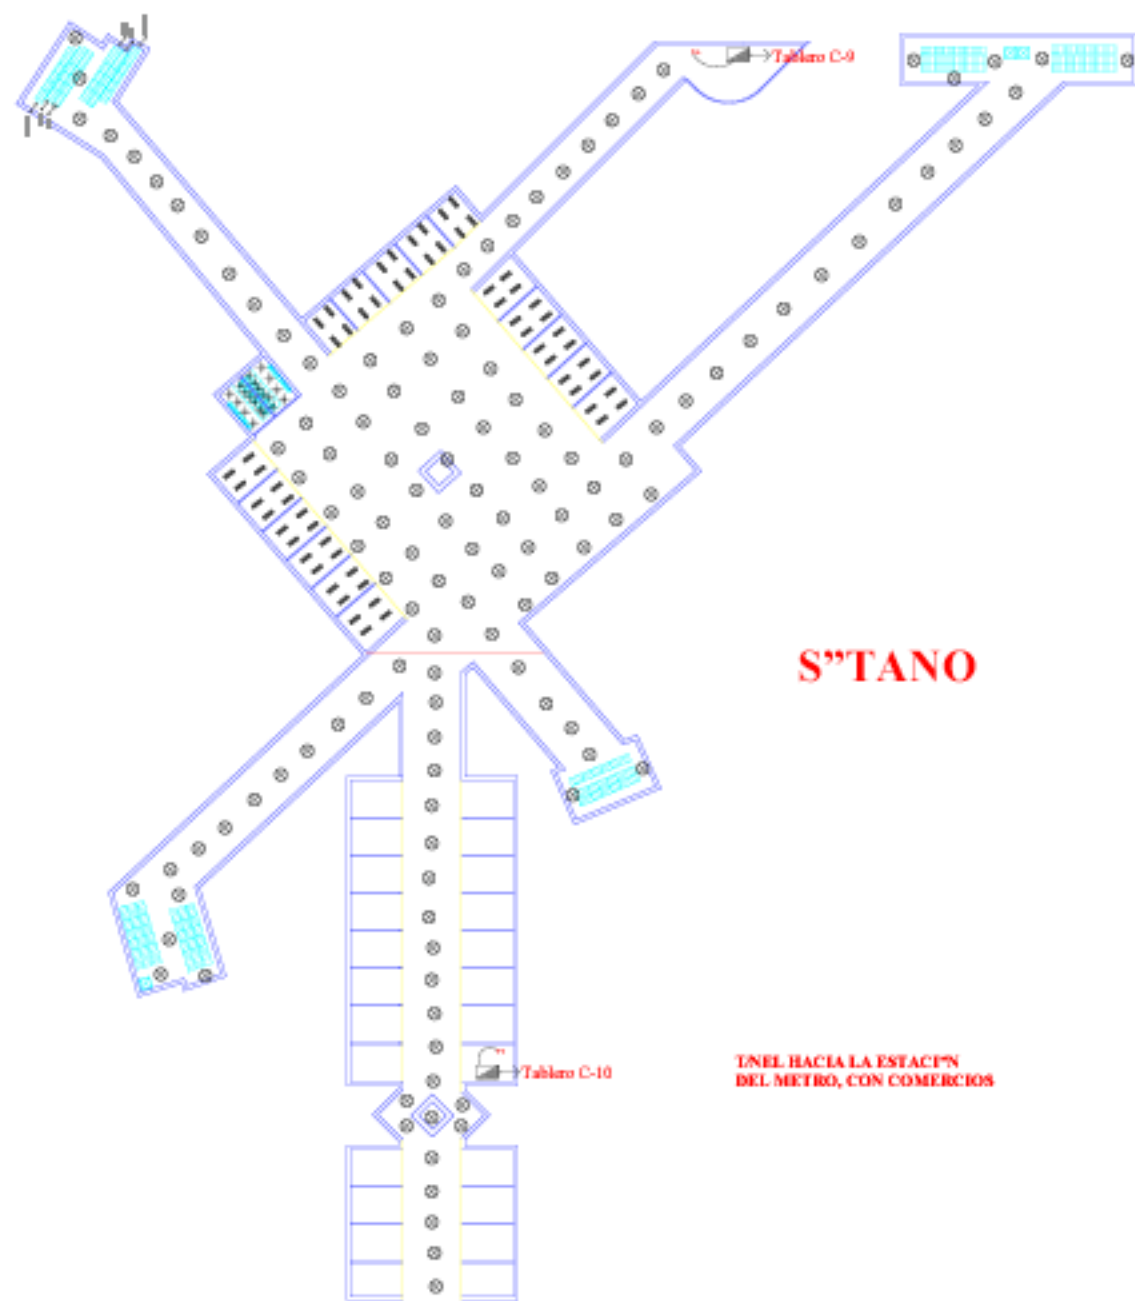 Tablero C-9
S”TANO
Tablero C-10
T⁄NEL HACIA LA ESTACI”N
DEL METRO, CON COMERCIOS